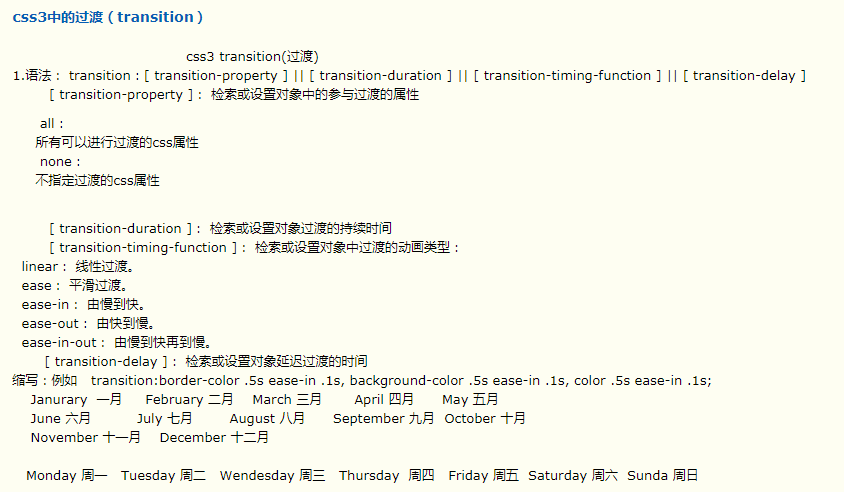 css3中的过渡（transition）
css3 transition(过渡)
1.语法： transition：[ transition-property ] || [ transition-duration ] || [ transition-timing-function ] || [ transition-delay ]
[ transition-property ]： 检索或设置对象中的参与过渡的属性
all：
所有可以进行过渡的css属性
none：
不指定过渡的css属性
[ transition-duration ]： 检索或设置对象过渡的持续时间
[ transition-timing-function ]： 检索或设置对象中过渡的动画类型：
linear： 线性过渡。
ease： 平滑过渡。
ease-in： 由慢到快。
ease-out： 由快到慢。
ease-in-out： 由慢到快再到慢。
[ transition-delay ]： 检索或设置对象延迟过渡的时间
缩写：例如 transition:border-color .5s ease-in .1s, background-color .5s ease-in .1s, color .5s ease-in .1s;
Janurary 一月 February 二月 March 三月 April 四月 May 五月
June 六月 July 七月 August 八月 September 九月 October 十月
November 十一月 December 十二月
Monday 周一 Tuesday 周二 Wendesday 周三 Thursday 周四 Friday 周五 Saturday 周六 Sunda 周日